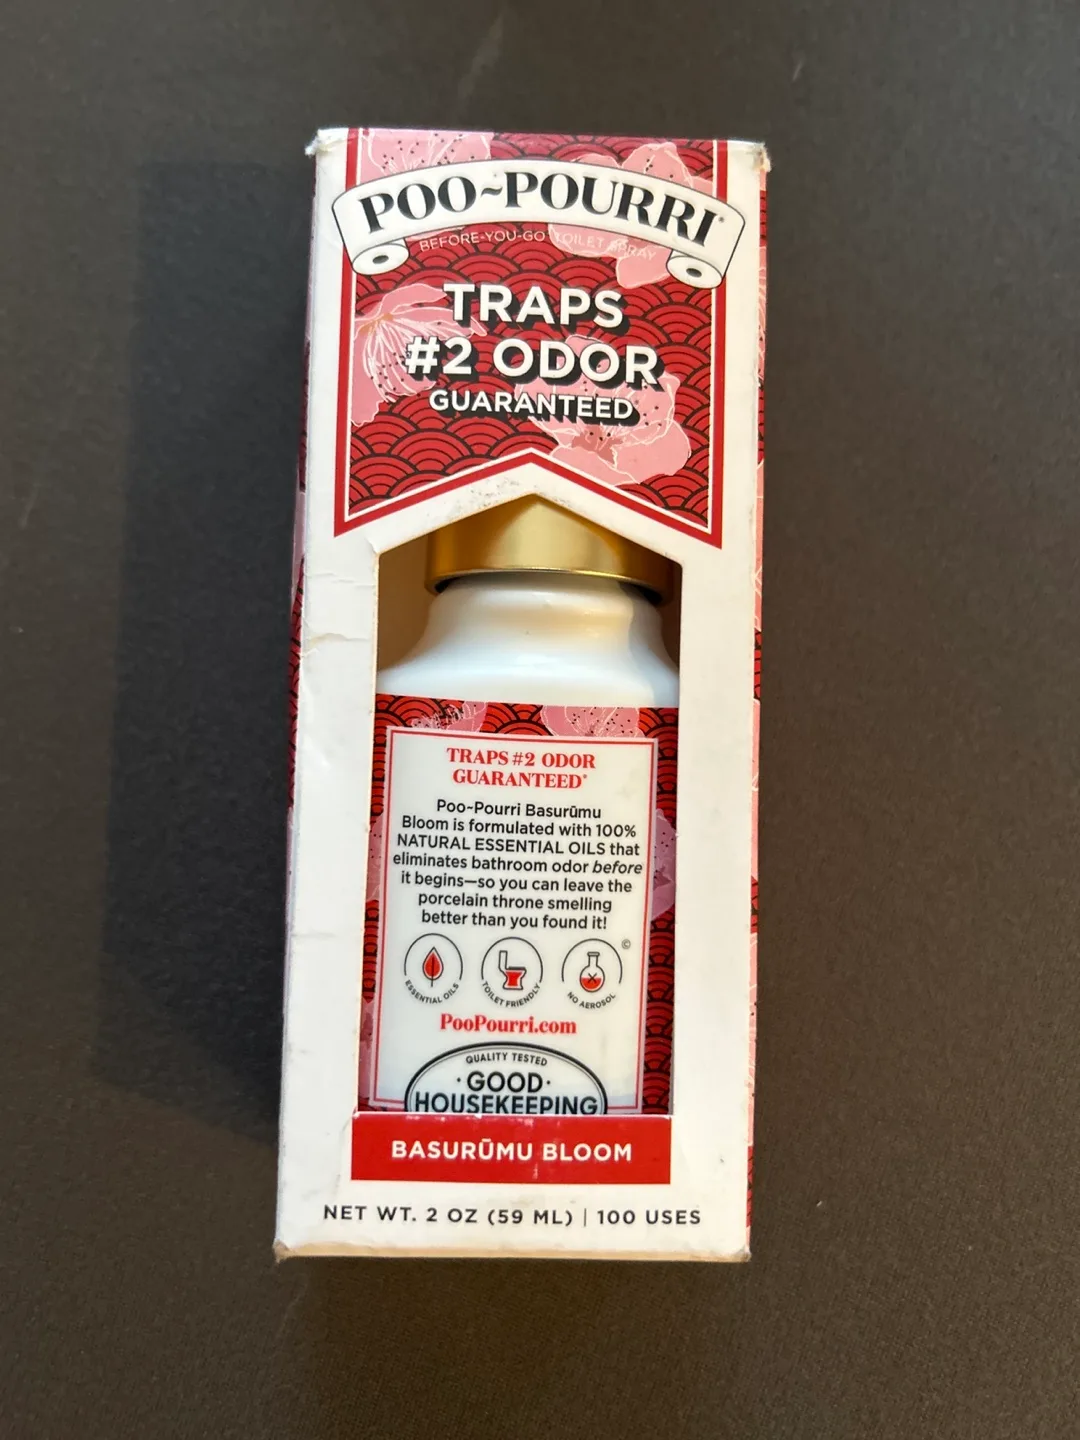 POO~POURRI®
BEFORE-YOU-GO TOILET SPRAY
TRAPS
#2 ODOR
GUARANTEED
TRAPS #2 ODOR
GUARANTEED*
Poo~Pourri Basurūmu
Bloom is formulated with 100%
NATURAL ESSENTIAL OILS that
eliminates bathroom odor before
it begins—so you can leave the
porcelain throne smelling
better than you found it!
©
ESSENTIAL OILS
TOILET FRIENDLY
NO AEROSOL
PooPourri.com
QUALITY TESTED
·GOOD·
HOUSEKEEPING
BASURŪMU BLOOM
NET WT. 2 OZ (59 ML) | 100 USES